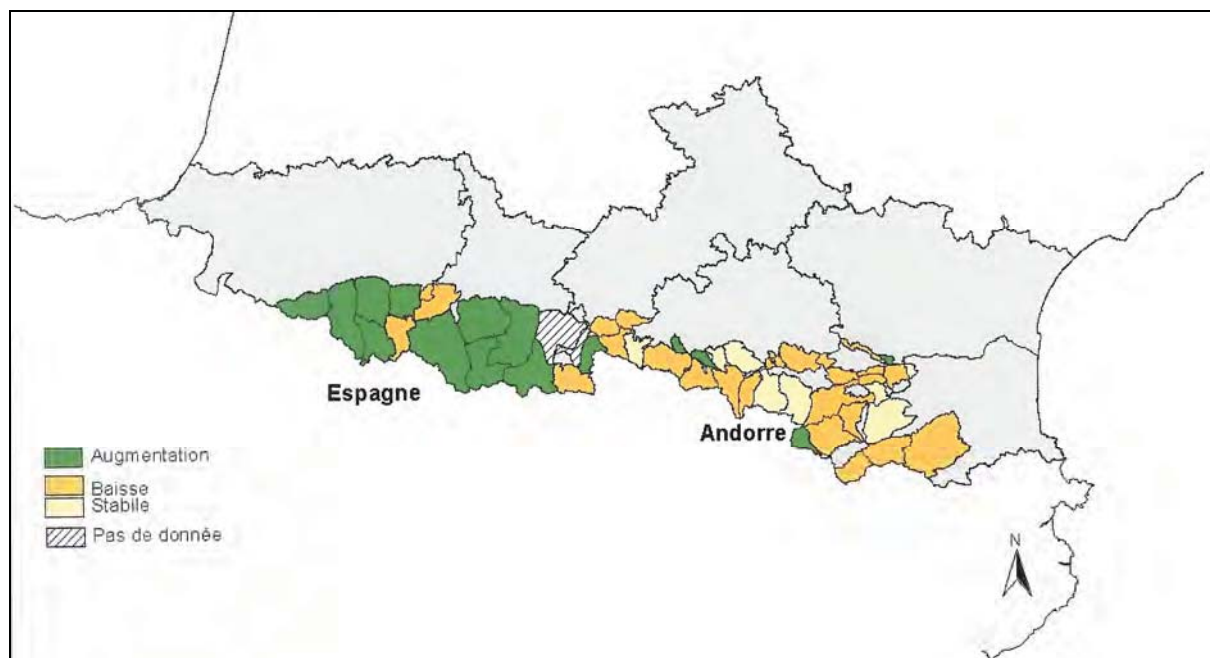 Espagne
Andorre
Augmentation
Baisse
Stabile
Pas de donnée
N